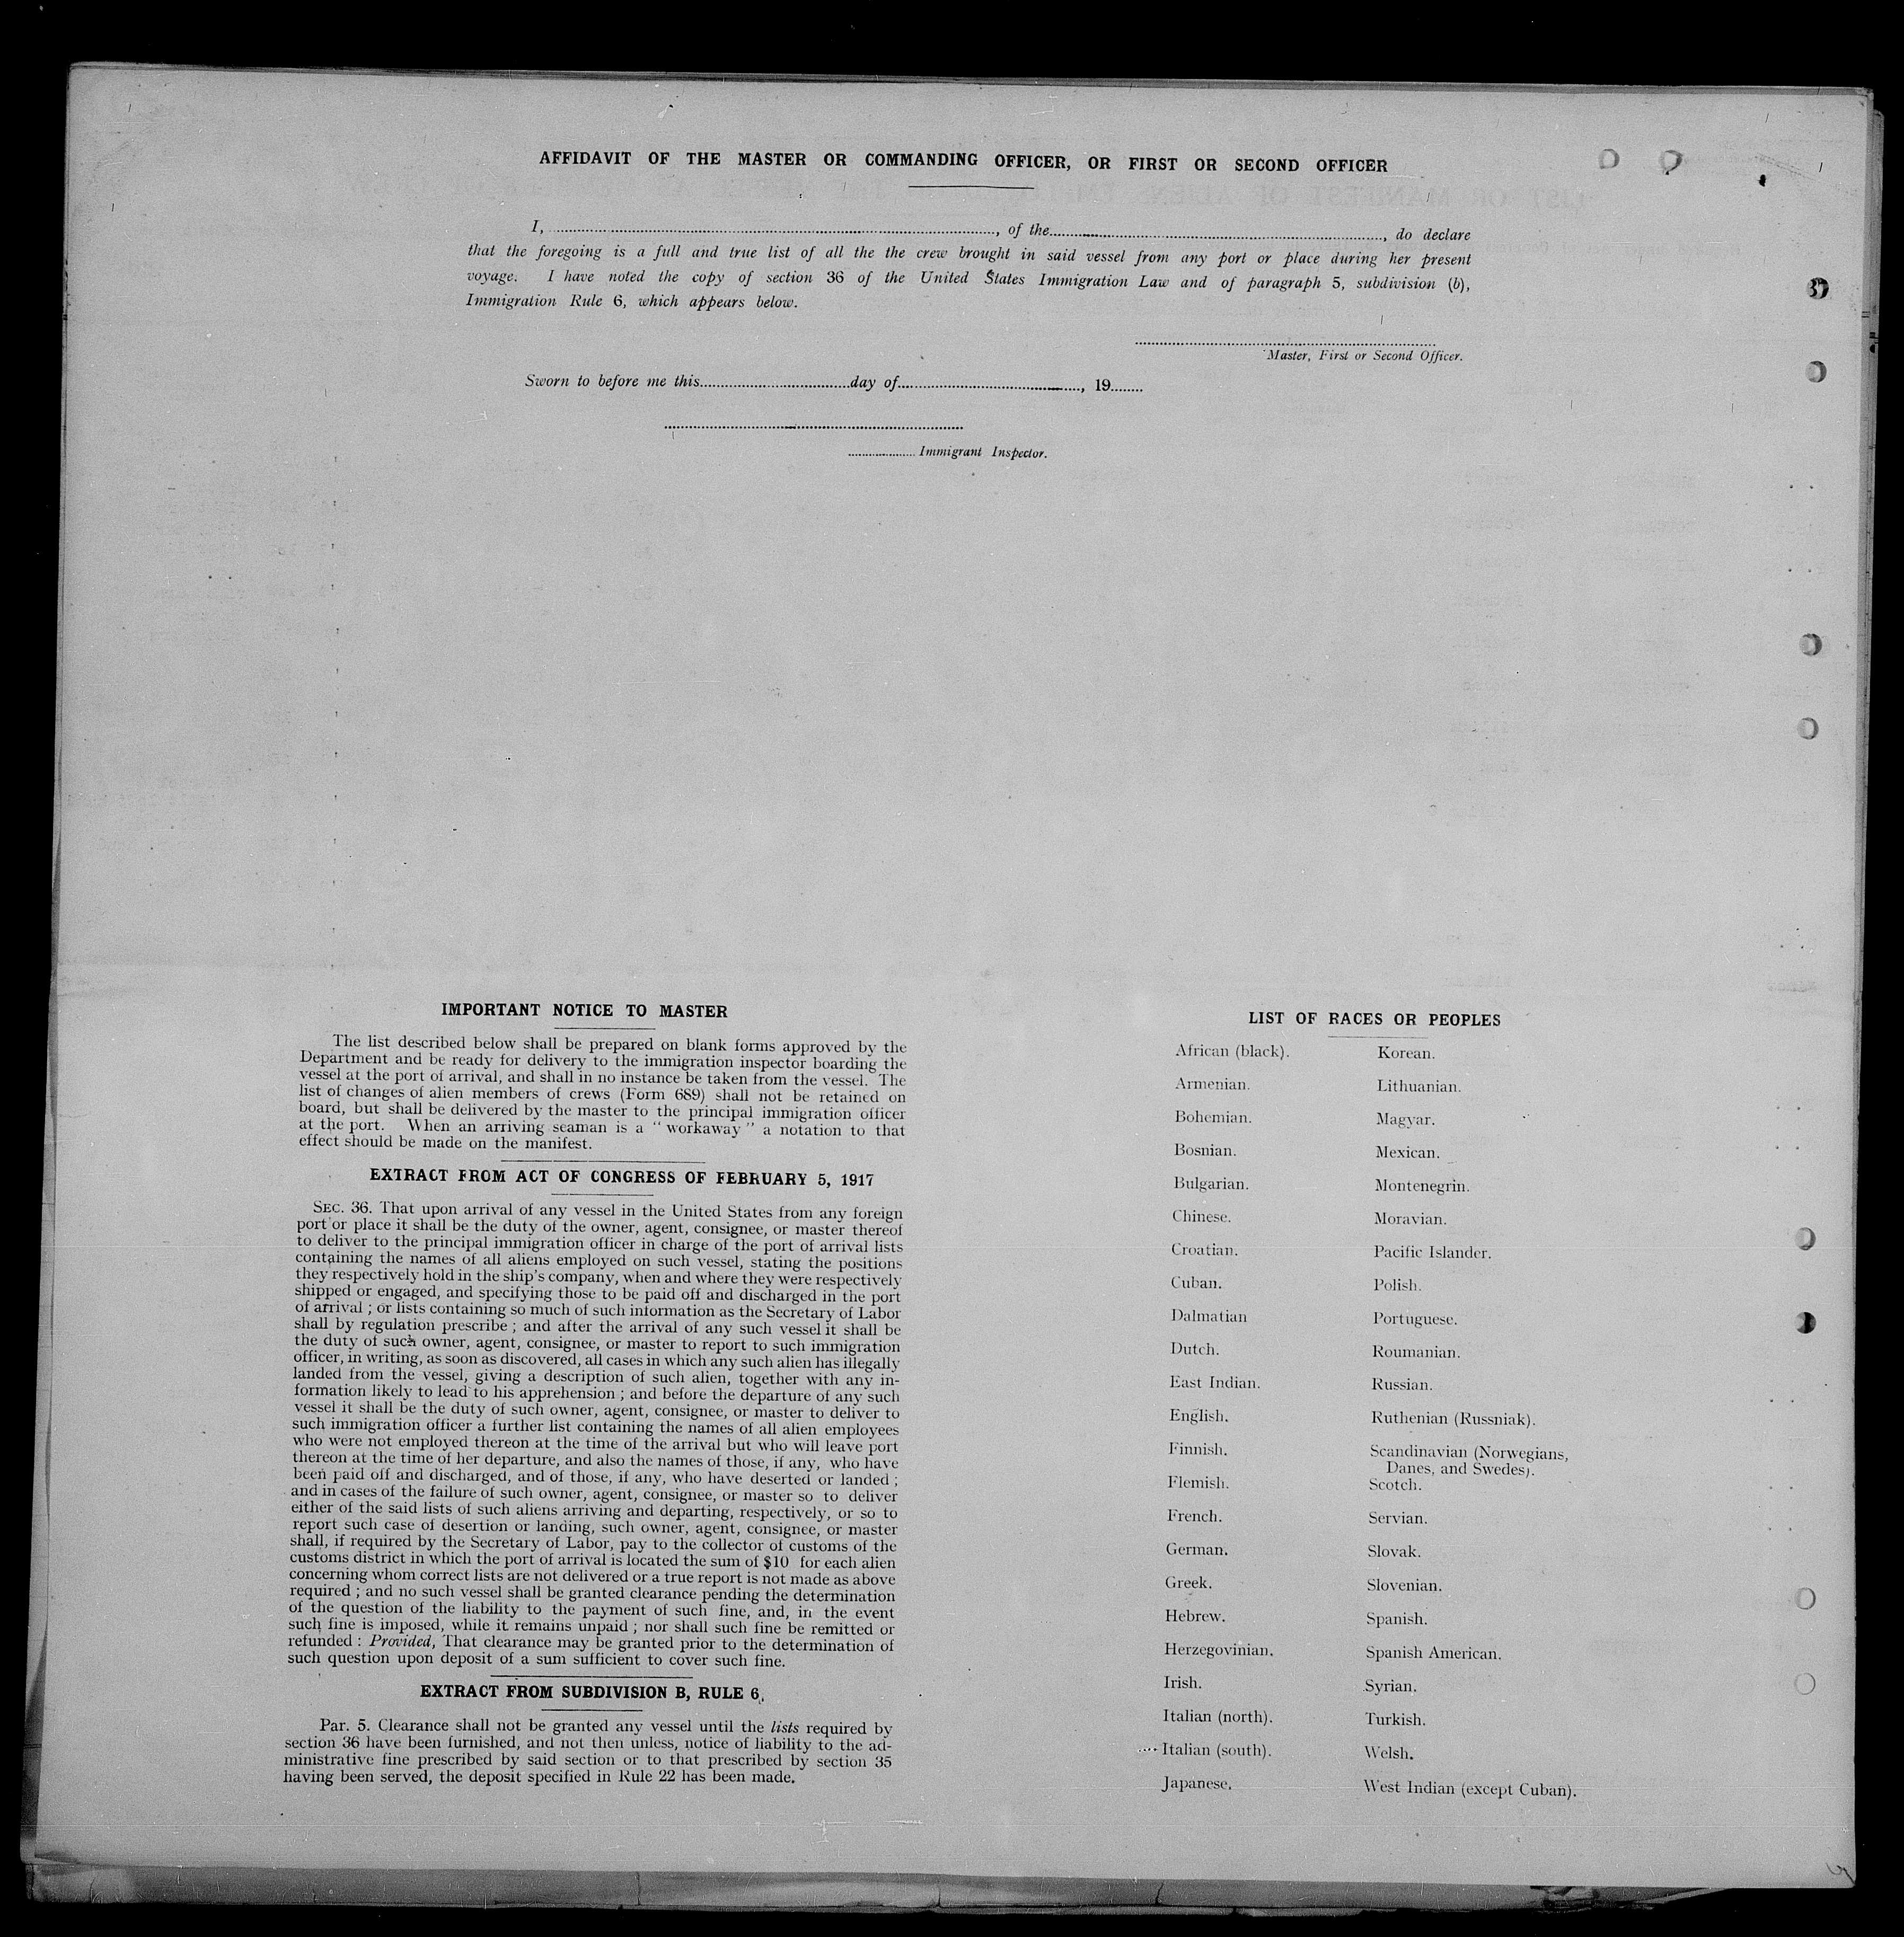 AFFIDAVIT OF THE MASTER OR COMMANDING OFFICER, OR FIRST OR SECOND OFFICER
I, .........., of the.........., do declare
that the foregoing is a full and true list of all the the crew brought in said vessel from any port or place during her present
voyage. I have noted the copy of section 36 of the United States Immigration Law and of paragraph 5, subdivision (b),
Immigration Rule 6, which appears below.
Master, First or Second Officer.
Sworn to before me this..........day of.........., 19........
.......... Immigrant Inspector.
IMPORTANT NOTICE TO MASTER
The list described below shall be prepared on blank forms approved by the
Department and be ready for delivery to the immigration inspector boarding the
vessel at the port of arrival, and shall in no instance be taken from the vessel. The
list of changes of alien members of crews (Form 689) shall not be retained on
board, but shall be delivered by the master to the principal immigration officer
at the port. When an arriving seaman is a "workaway" a notation to that
effect should be made on the manifest.
EXTRACT FROM ACT OF CONGRESS OF FEBRUARY 5, 1917
SEC. 36. That upon arrival of any vessel in the United States from any foreign
port or place it shall be the duty of the owner, agent, consignee, or master thereof
to deliver to the principal immigration officer in charge of the port of arrival lists
containing the names of all aliens employed on such vessel, stating the positions
they respectively hold in the ship's company, when and where they were respectively
shipped or engaged, and specifying those to be paid off and discharged in the port
of arrival; or lists containing so much of such information as the Secretary of Labor
shall by regulation prescribe; and after the arrival of any such vessel it shall be
the duty of such owner, agent, consignee, or master to report to such immigration
officer, in writing, as soon as discovered, all cases in which any such alien has illegally
landed from the vessel, giving a description of such alien, together with any in-
formation likely to lead to his apprehension; and before the departure of any such
vessel it shall be the duty of such owner, agent, consignee, or master to deliver to
such immigration officer a further list containing the names of all alien employees
who were not employed thereon at the time of the arrival but who will leave port
thereon at the time of her departure, and also the names of those, if any, who have
been paid off and discharged, and of those, if any, who have deserted or landed;
and in cases of the failure of such owner, agent, consignee, or master so to deliver
either of the said lists of such aliens arriving and departing, respectively, or so to
report such case of desertion or landing, such owner, agent, consignee, or master
shall, if required by the Secretary of Labor, pay to the collector of customs of the
customs district in which the port of arrival is located the sum of $10 for each alien
concerning whom correct lists are not delivered or a true report is not made as above
required; and no such vessel shall be granted clearance pending the determination
of the question of the liability to the payment of such fine, and, in the event
such fine is imposed, while it remains unpaid; nor shall such fine be remitted or
refunded: Provided, That clearance may be granted prior to the determination of
such question upon deposit of a sum sufficient to cover such fine.
EXTRACT FROM SUBDIVISION B, RULE 6.
Par. 5. Clearance shall not be granted any vessel until the lists required by
section 36 have been furnished, and not then unless, notice of liability to the ad-
ministrative fine prescribed by said section or to that prescribed by section 35
having been served, the deposit specified in Rule 22 has been made.
LIST OF RACES OR PEOPLES
African (black).
Armenian.
Bohemian.
Bosnian.
Bulgarian.
Chinese.
Croatian.
Cuban.
Dalmatian
Dutch.
East Indian.
English.
Finnish.
Flemish.
French.
German.
Greek.
Hebrew.
Herzegovinian.
Irish.
Italian (north).
Italian (south).
Japanese.
Korean.
Lithuanian.
Magyar.
Mexican.
Montenegrin.
Moravian.
Pacific Islander.
Polish.
Portuguese.
Roumanian.
Russian.
Ruthenian (Russniak).
Scandinavian (Norwegians,
Danes, and Swedes).
Scotch.
Servian.
Slovak.
Slovenian.
Spanish.
Spanish American.
Syrian.
Turkish.
Welsh.
West Indian (except Cuban).